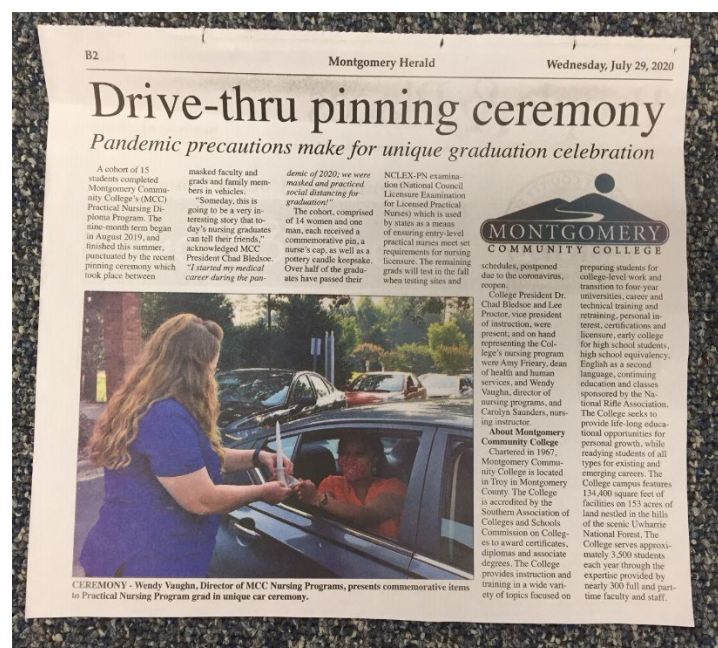 B2
Montgomery Herald
Wednesday, July 29, 2020
Drive-thru pinning ceremony
Pandemic precautions make for unique graduation celebration
A cohort of 15
students completed
Montgomery Commu-
nity College's (MCC)
Practical Nursing Di-
ploma Program. The
nine-month term began
in August 2019, and
finished this summer,
punctuated by the recent
pinning ceremony which
took place between
masked faculty and
grads and family mem-
bers in vehicles.
"Someday, this is
going to be a very in-
teresting story that to-
day's nursing graduates
can tell their friends,"
acknowledged MCC
President Chad Bledsoe.
"I started my medical
career during the pan-
demic of 2020; we were
masked and practiced
social distancing for
graduation!"
The cohort, comprised
of 14 women and one
man, each received a
commemorative pin, a
nurse's cap, as well as a
pottery candle keepsake.
Over half of the gradu-
ates have passed their
NCLEX-PN examina-
tion (National Council
Licensure Examination
for Licensed Practical
Nurses) which is used
by states as a means
of ensuring entry-level
practical nurses meet set
requirements for nursing
licensure. The remaining
grads will test in the fall
when testing sites and
MONTGOMERY
COMMUNITY COLLEGE
schedules, postponed
due to the coronavirus,
reopen.
College President Dr.
Chad Bledsoe and Lee
Proctor, vice president
of instruction, were
present; and on hand
representing the Col-
lege's nursing program
were Amy Frieary, dean
of health and human
services, and Wendy
Vaughn, director of
nursing programs, and
Carolyn Saunders, nurs-
ing instructor.
About Montgomery
Community College
Chartered in 1967,
Montgomery Commu-
nity College is located
in Troy in Montgomery
County. The College
is accredited by the
Southern Association of
Colleges and Schools
Commission on Colleg-
es to award certificates,
diplomas and associate
degrees. The College
provides instruction and
training in a wide vari-
ety of topics focused on
preparing students for
college-level work and
transition to four-year
universities, career and
technical training and
retraining, personal in-
terest, certifications and
licensure, early college
for high school students,
high school equivalency,
English as a second
language, continuing
education and classes
sponsored by the Na-
tional Rifle Association.
The College seeks to
provide life-long educa-
tional opportunities for
personal growth, while
readying students of all
types for existing and
emerging careers. The
College campus features
134,400 square feet of
facilities on 153 acres of
land nestled in the hills
of the scenic Uwharrie
National Forest. The
College serves approxi-
mately 3,500 students
each year through the
expertise provided by
nearly 300 full and part-
time faculty and staff.
CEREMONY - Wendy Vaughn, Director of MCC Nursing Programs, presents commemorative items
to Practical Nursing Program grad in unique car ceremony.